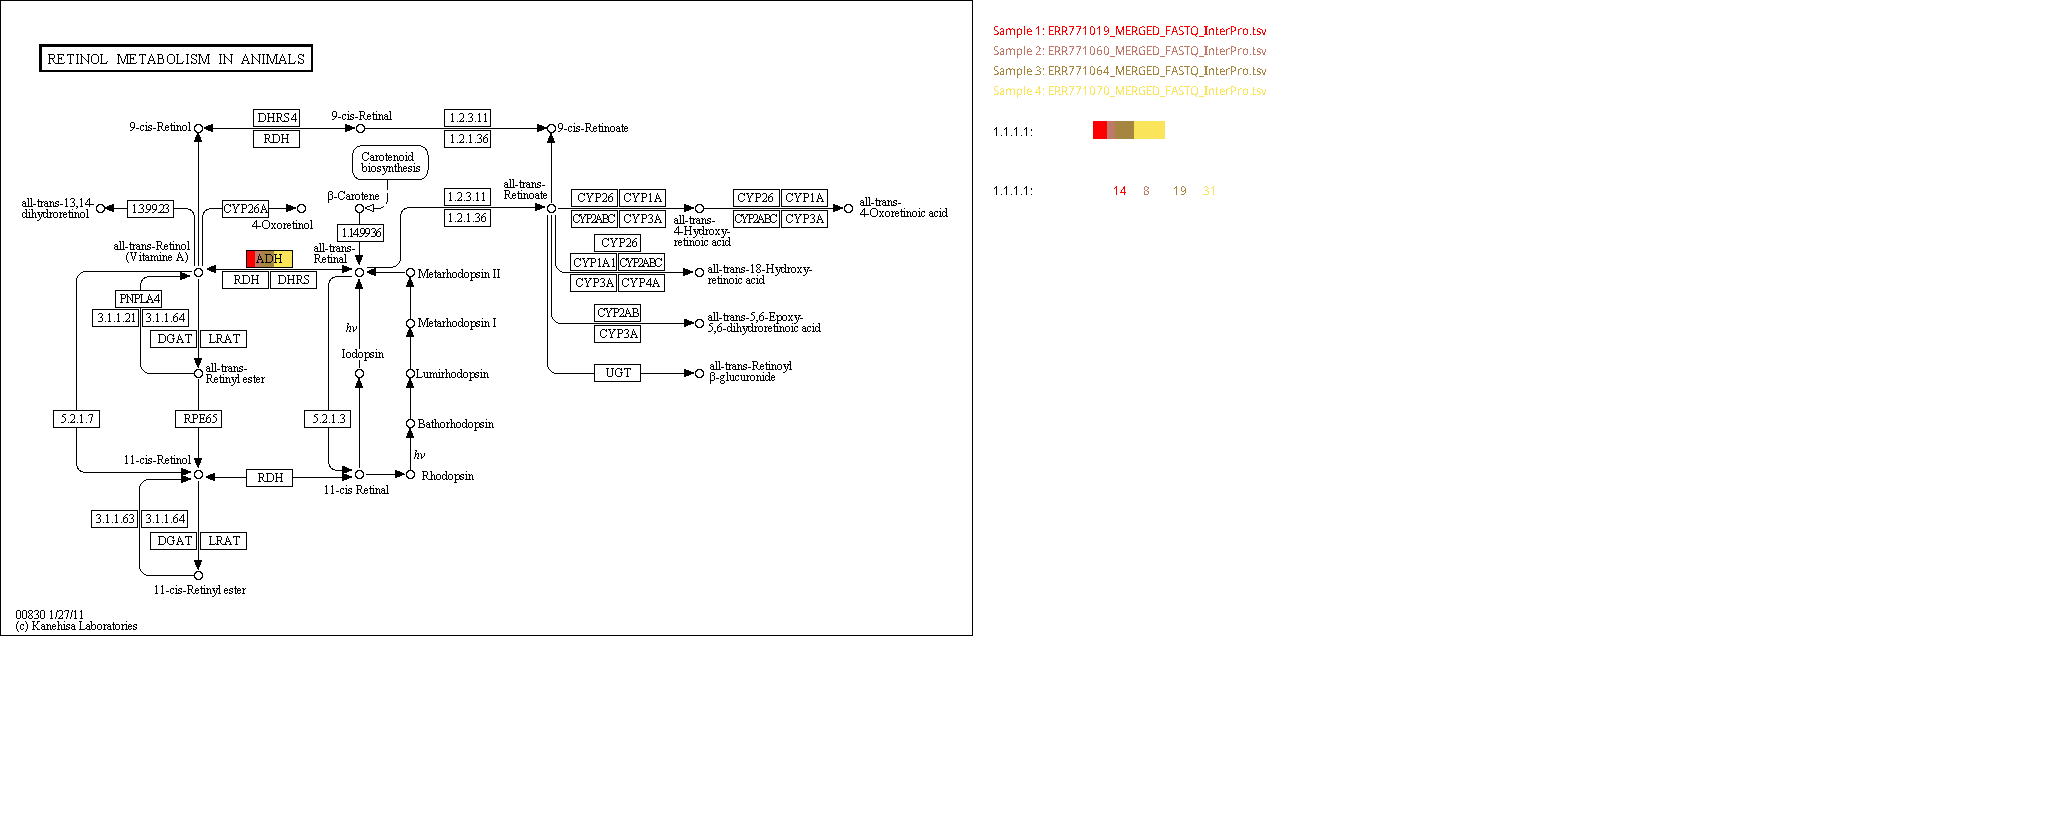 RETINOL METABOLISM IN ANIMALS
Sample 1: ERR771019_MERGED_FASTQ_InterPro.tsv
Sample 2: ERR771060_MERGED_FASTQ_InterPro.tsv
Sample 3: ERR771064_MERGED_FASTQ_InterPro.tsv
Sample 4: ERR771070_MERGED_FASTQ_InterPro.tsv
1.1.1.1:
1.1.1.1: 14 8 19 31
9-cis-Retinol
DHRS4
RDH
9-cis-Retinal
1.2.3.11
1.2.1.36
9-cis-Retinoate
Carotenoid
biosynthesis
all-trans-13,14-
dihydroretinol
1.3.99.23
CYP26A
4-Oxoretinol
β-Carotene
1.14.99.36
1.2.3.11
1.2.1.36
all-trans-
Retinoate
CYP26 CYP1A
CYP2ABC CYP3A
all-trans-
4-Hydroxy-
retinoic acid
CYP26 CYP1A
CYP2ABC CYP3A
all-trans-
4-Oxoretinoic acid
all-trans-Retinol
(Vitamine A)
ADH
RDH DHRS
all-trans-
Retinal
Metarhodopsin II
CYP26
CYP1A1 CYP2ABC
CYP3A CYP4A
all-trans-18-Hydroxy-
retinoic acid
PNPLA4
3.1.1.21 3.1.1.64
DGAT LRAT
hν
Metarhodopsin I
CYP2AB
CYP3A
all-trans-5,6-Epoxy-
5,6-dihydroretinoic acid
Iodopsin
all-trans-
Retinyl ester
Lumirhodopsin
UGT
all-trans-Retinoyl
β-glucuronide
5.2.1.7
RPE65
5.2.1.3
Bathorhodopsin
hν
11-cis-Retinol
RDH
11-cis Retinal
Rhodopsin
3.1.1.63 3.1.1.64
DGAT LRAT
11-cis-Retinyl ester
00830 1/27/11
(c) Kanehisa Laboratories